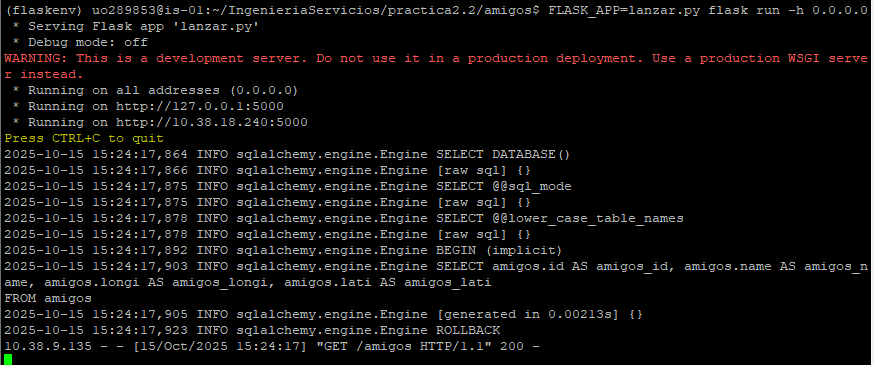 (flaskenv) uo289853@is-01:~/IngenieriaServicios/practica2.2/amigos$ FLASK_APP=lanzar.py flask run -h 0.0.0.0
 * Serving Flask app 'lanzar.py'
 * Debug mode: off
WARNING: This is a development server. Do not use it in a production deployment. Use a production WSGI serve
r instead.
 * Running on all addresses (0.0.0.0)
 * Running on http://127.0.0.1:5000
 * Running on http://10.38.18.240:5000
Press CTRL+C to quit
2025-10-15 15:24:17,864 INFO sqlalchemy.engine.Engine SELECT DATABASE()
2025-10-15 15:24:17,866 INFO sqlalchemy.engine.Engine [raw sql] {}
2025-10-15 15:24:17,875 INFO sqlalchemy.engine.Engine SELECT @@sql_mode
2025-10-15 15:24:17,875 INFO sqlalchemy.engine.Engine [raw sql] {}
2025-10-15 15:24:17,878 INFO sqlalchemy.engine.Engine SELECT @@lower_case_table_names
2025-10-15 15:24:17,878 INFO sqlalchemy.engine.Engine [raw sql] {}
2025-10-15 15:24:17,892 INFO sqlalchemy.engine.Engine BEGIN (implicit)
2025-10-15 15:24:17,903 INFO sqlalchemy.engine.Engine SELECT amigos.id AS amigos_id, amigos.name AS amigos_n
ame, amigos.longi AS amigos_longi, amigos.lati AS amigos_lati
FROM amigos
2025-10-15 15:24:17,905 INFO sqlalchemy.engine.Engine [generated in 0.00213s] {}
2025-10-15 15:24:17,923 INFO sqlalchemy.engine.Engine ROLLBACK
10.38.9.135 - - [15/Oct/2025 15:24:17] "GET /amigos HTTP/1.1" 200 -